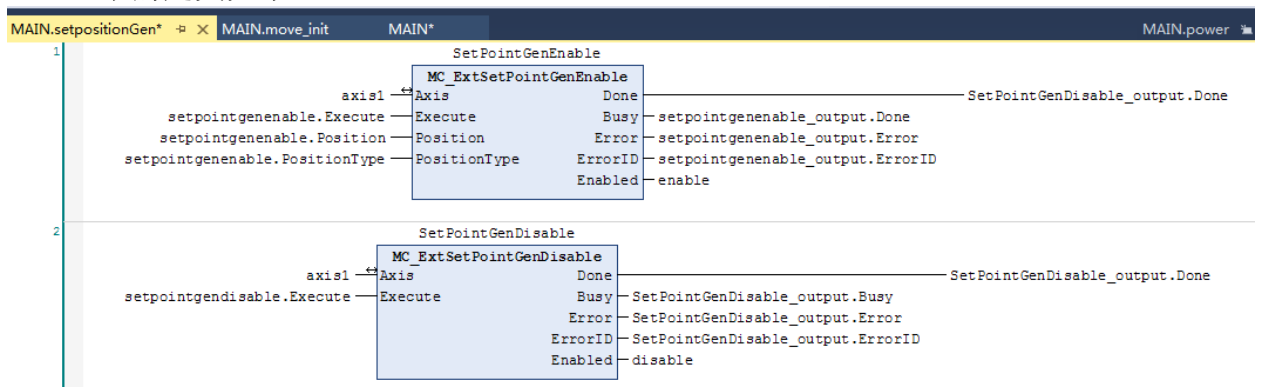 MAIN.setpositionGen* MAIN.move_init MAIN* MAIN.power
1
SetPointGenEnable
MC_ExtSetPointGenEnable
axis1 Axis Done SetPointGenDisable_output.Done
setpointgenenable.Execute Execute Busy setpointgenenable_output.Done
setpointgenenable.Position Position Error setpointgenenable_output.Error
setpointgenenable.PositionType PositionType ErrorID setpointgenenable_output.ErrorID
Enabled enable
2
SetPointGenDisable
MC_ExtSetPointGenDisable
axis1 Axis Done SetPointGenDisable_output.Done
setpointgendisable.Execute Execute Busy SetPointGenDisable_output.Busy
Error SetPointGenDisable_output.Error
ErrorID SetPointGenDisable_output.ErrorID
Enabled disable